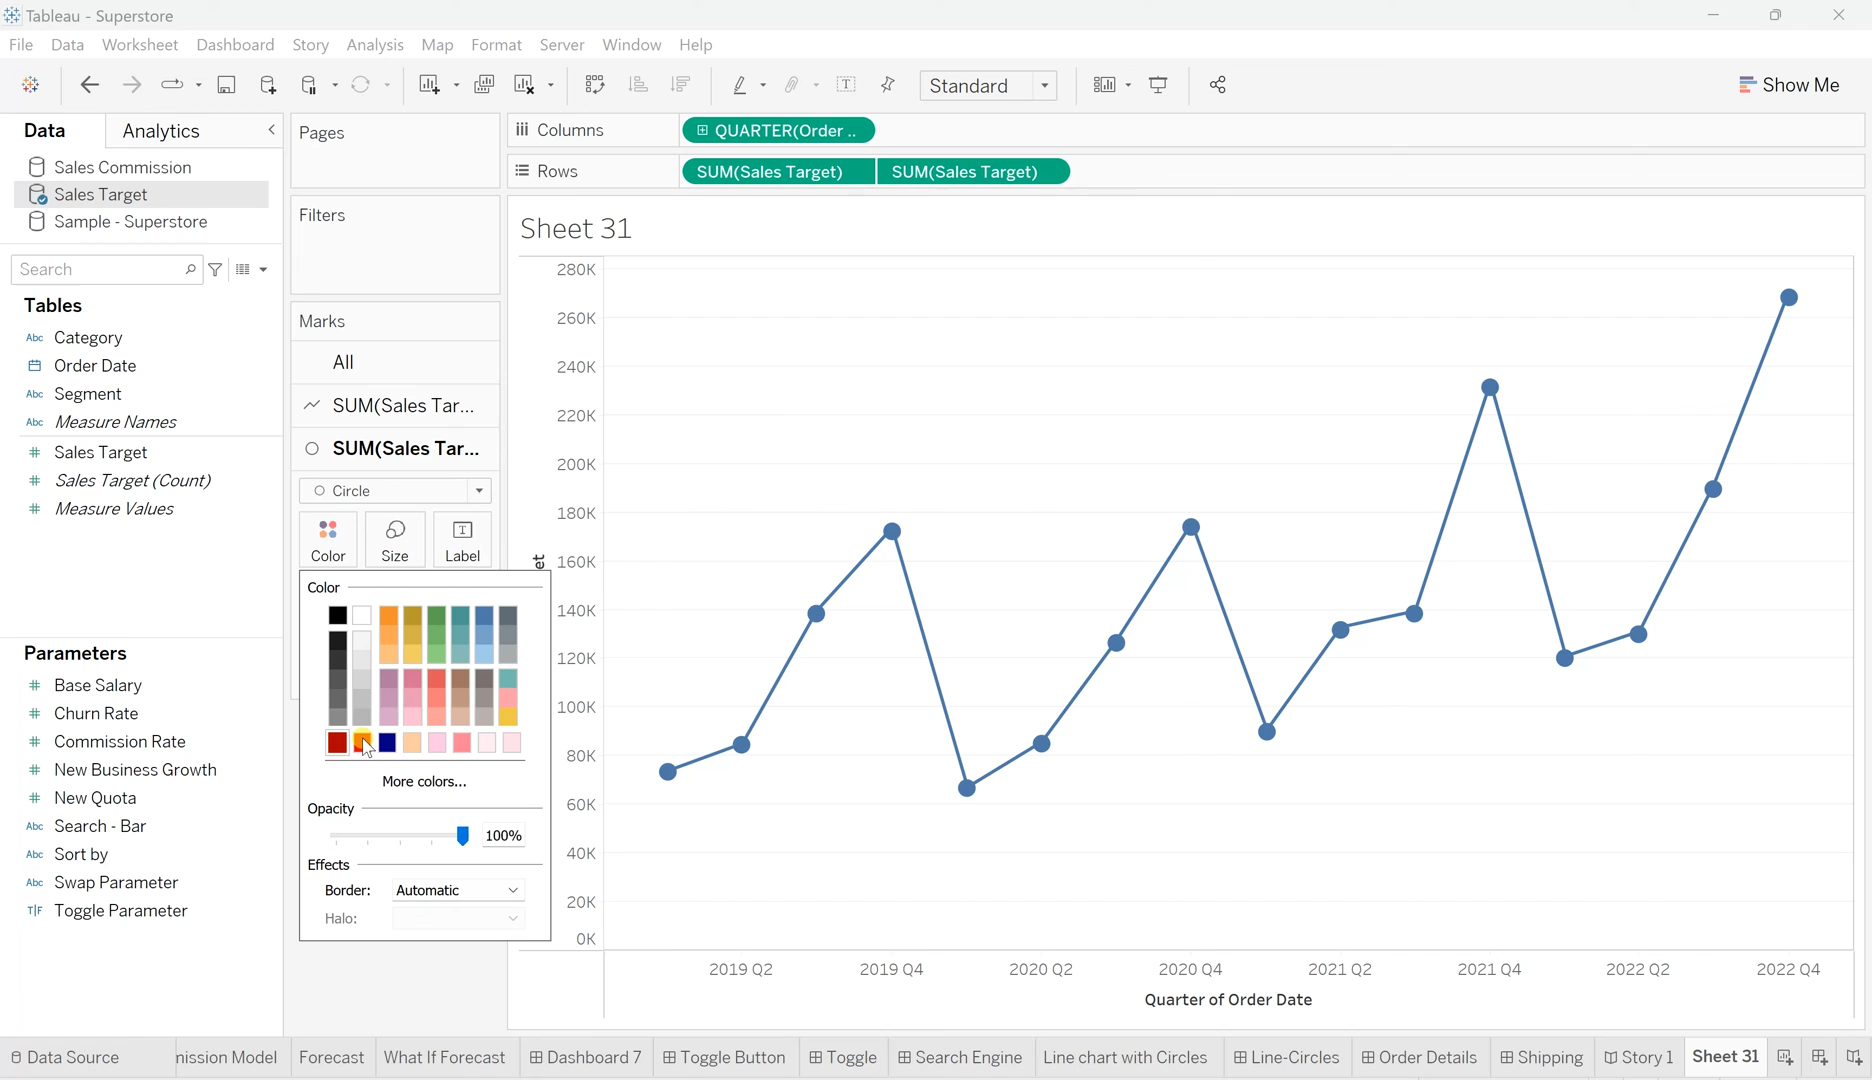 Tableau - Superstore
File Data Worksheet Dashboard Story Analysis Map Format Server Window Help
Standard
Show Me
Data Analytics
Sales Commission
Sales Target
Sample - Superstore
Search
Tables
Abc Category
Order Date
Abc Segment
Abc Measure Names
# Sales Target
# Sales Target (Count)
# Measure Values
Parameters
# Base Salary
# Churn Rate
# Commission Rate
# New Business Growth
# New Quota
Abc Search - Bar
Abc Sort by
Abc Swap Parameter
T|F Toggle Parameter
Pages
Filters
Marks
All
SUM(Sales Tar...
SUM(Sales Tar...
Circle
Color Size Label
Color
More colors...
Opacity
100%
Effects
Border: Automatic
Halo:
Columns QUARTER(Order ..
Rows SUM(Sales Target) SUM(Sales Target)
Sheet 31
280K
260K
240K
220K
200K
180K
160K
140K
120K
100K
80K
60K
40K
20K
0K
et
2019 Q2 2019 Q4 2020 Q2 2020 Q4 2021 Q2 2021 Q4 2022 Q2 2022 Q4
Quarter of Order Date
Data Source nission Model Forecast What If Forecast Dashboard 7 Toggle Button Toggle Search Engine Line chart with Circles Line-Circles Order Details Shipping Story 1 Sheet 31